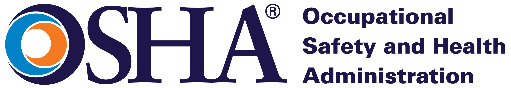 OSHA®
Occupational
Safety and Health
Administration